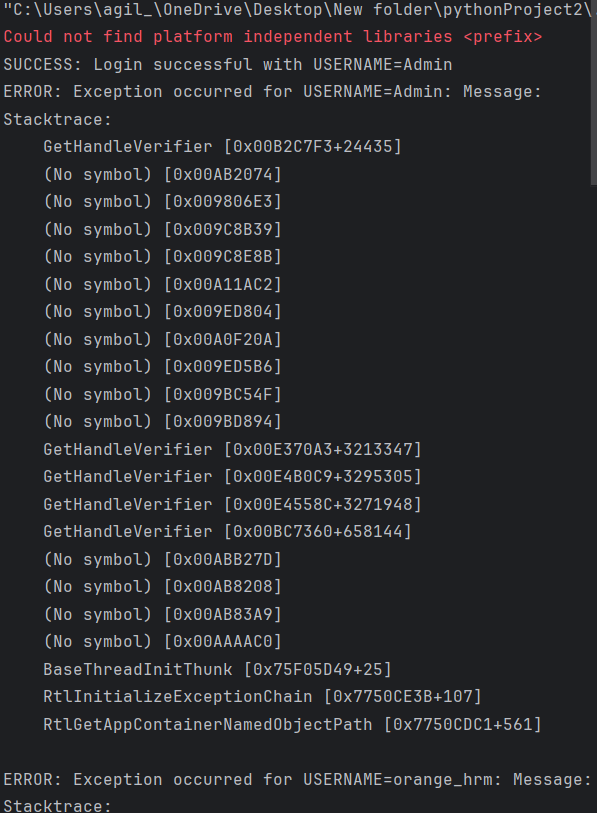 "C:\Users\agil_\OneDrive\Desktop\New folder\pythonProject2\
Could not find platform independent libraries <prefix>
SUCCESS: Login successful with USERNAME=Admin
ERROR: Exception occurred for USERNAME=Admin: Message:
Stacktrace:
GetHandleVerifier [0x00B2C7F3+24435]
(No symbol) [0x00AB2074]
(No symbol) [0x009806E3]
(No symbol) [0x009C8B39]
(No symbol) [0x009C8E8B]
(No symbol) [0x00A11AC2]
(No symbol) [0x009ED804]
(No symbol) [0x00A0F20A]
(No symbol) [0x009ED5B6]
(No symbol) [0x009BC54F]
(No symbol) [0x009BD894]
GetHandleVerifier [0x00E370A3+3213347]
GetHandleVerifier [0x00E4B0C9+3295305]
GetHandleVerifier [0x00E4558C+3271948]
GetHandleVerifier [0x00BC7360+658144]
(No symbol) [0x00ABB27D]
(No symbol) [0x00AB8208]
(No symbol) [0x00AB83A9]
(No symbol) [0x00AAAAC0]
BaseThreadInitThunk [0x75F05D49+25]
RtlInitializeExceptionChain [0x7750CE3B+107]
RtlGetAppContainerNamedObjectPath [0x7750CDC1+561]
ERROR: Exception occurred for USERNAME=orange_hrm: Message:
Stacktrace: